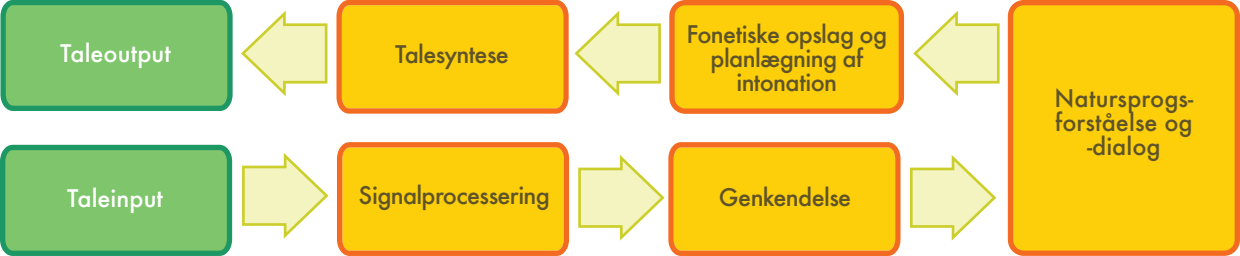 Taleoutput
Talesyntese
Fonetiske opslag og
planlægning af
intonation
Natursprogs-
forståelse og
-dialog
Taleinput
Signalprocessering
Genkendelse